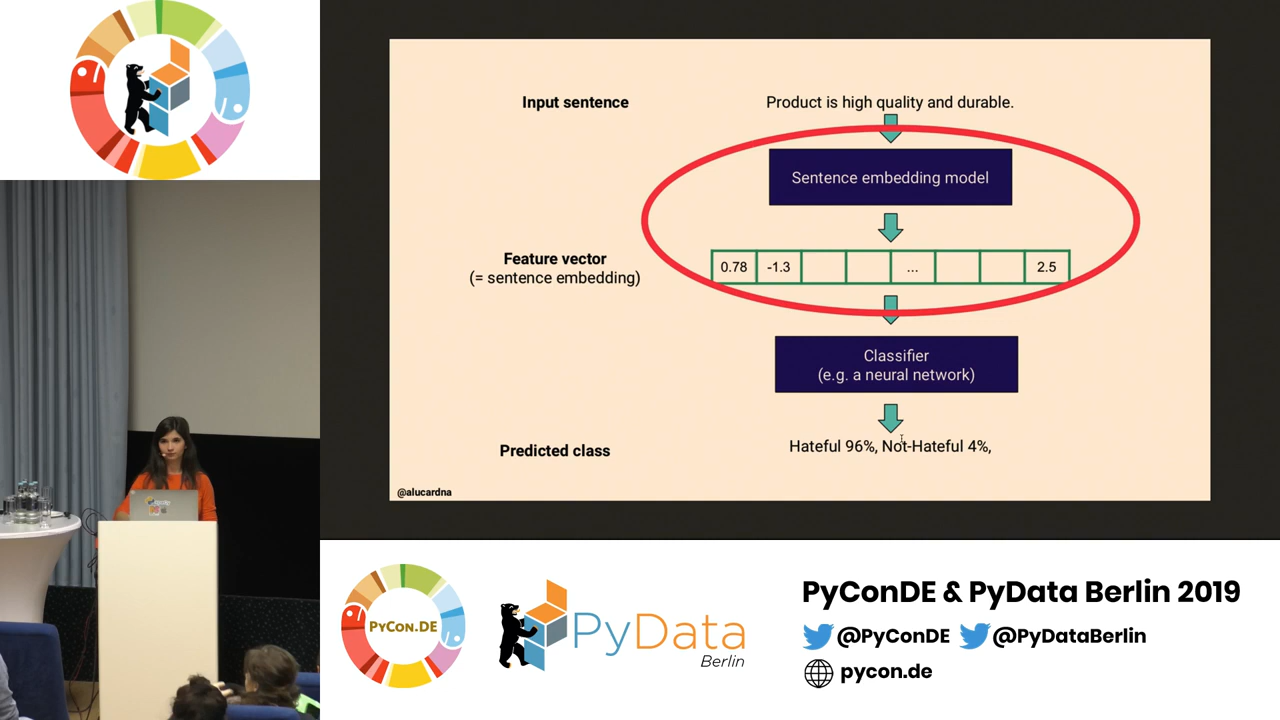 Input sentence
Product is high quality and durable.
Sentence embedding model
Feature vector
(= sentence embedding)
0.78 -1.3 ... 2.5
Classifier
(e.g. a neural network)
Predicted class
Hateful 96%, Not-Hateful 4%,
@alucardna
PyCon.DE
PyData
Berlin
PyConDE & PyData Berlin 2019
@PyConDE @PyDataBerlin
pycon.de